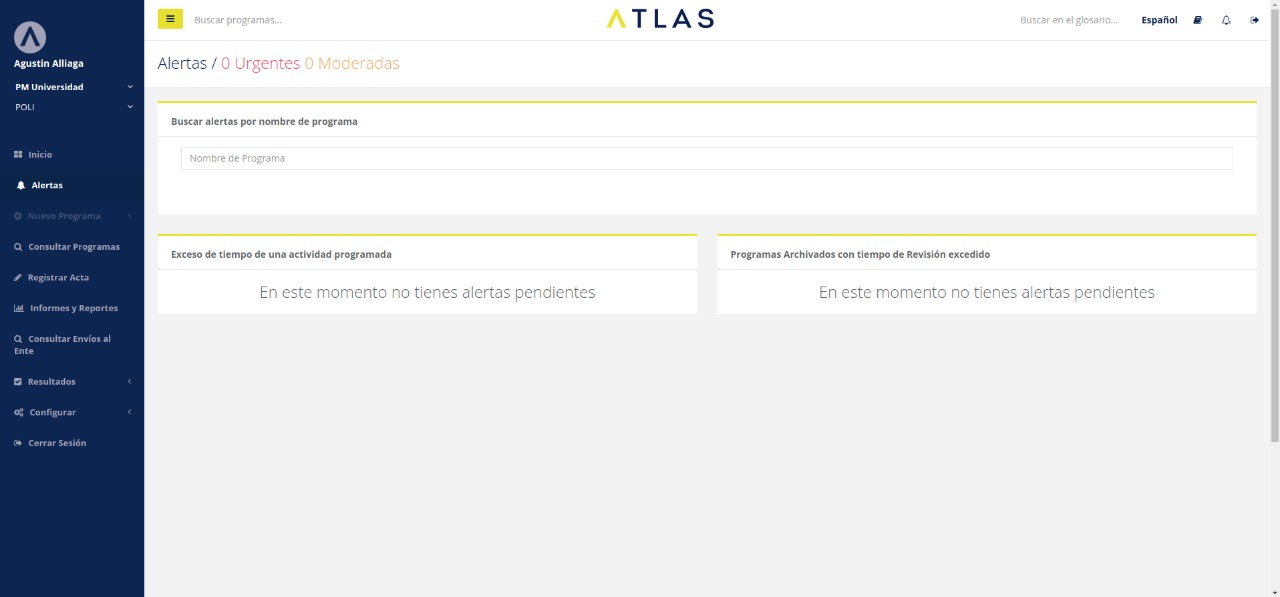 Agustin Alliaga
PM Universidad
POLI
Inicio
Alertas
Nuevo Programa
Consultar Programas
Registrar Acta
Informes y Reportes
Consultar Envíos al
Ente
Resultados
Configurar
Cerrar Sesión
Buscar programas...
ATLAS
Buscar en el glosario...
Español
Alertas / 0 Urgentes 0 Moderadas
Buscar alertas por nombre de programa
Nombre de Programa
Exceso de tiempo de una actividad programada
En este momento no tienes alertas pendientes
Programas Archivados con tiempo de Revisión excedido
En este momento no tienes alertas pendientes